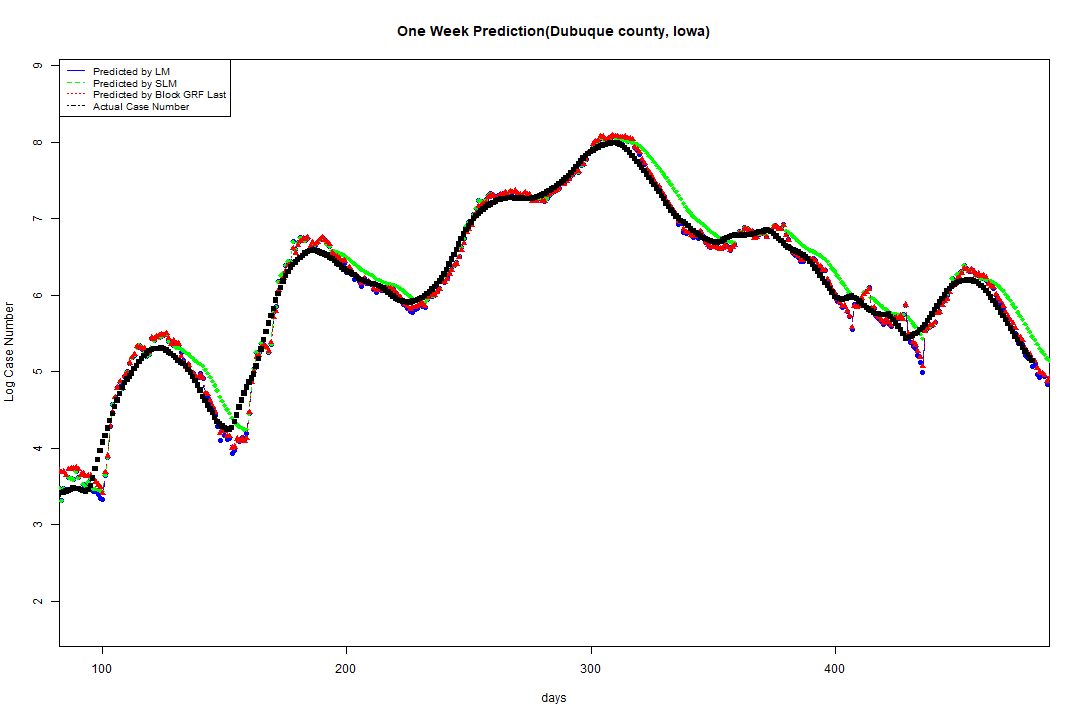 One Week Prediction(Dubuque county, Iowa)
Predicted by LM
Predicted by SLM
Predicted by Block GRF Last
Actual Case Number
Log Case Number
9
8
7
6
5
4
3
2
100 200 300 400
days